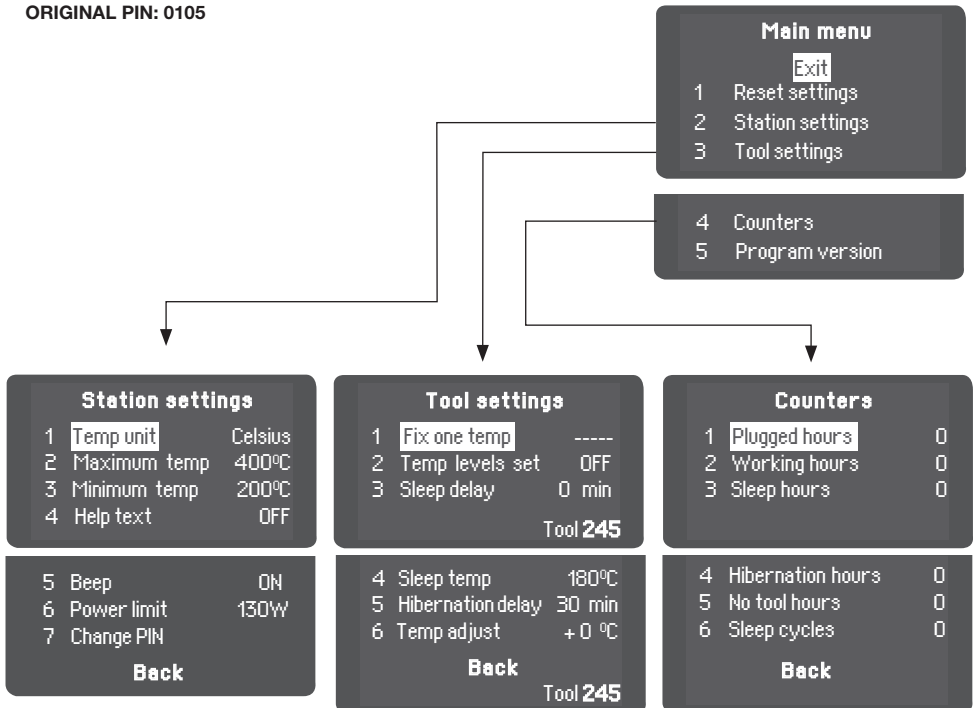 ORIGINAL PIN: 0105
Main menu
Exit
1 Reset settings
2 Station settings
3 Tool settings
4 Counters
5 Program version
Station settings
1 Temp unit Celsius
2 Maximum temp 400ºC
3 Minimum temp 200ºC
4 Help text OFF
5 Beep ON
6 Power limit 130W
7 Change PIN
Back
Tool settings
1 Fix one temp -----
2 Temp levels set OFF
3 Sleep delay 0 min
Tool 245
4 Sleep temp 180ºC
5 Hibernation delay 30 min
6 Temp adjust +0 ºC
Back
Tool 245
Counters
1 Plugged hours 0
2 Working hours 0
3 Sleep hours 0
4 Hibernation hours 0
5 No tool hours 0
6 Sleep cycles 0
Back